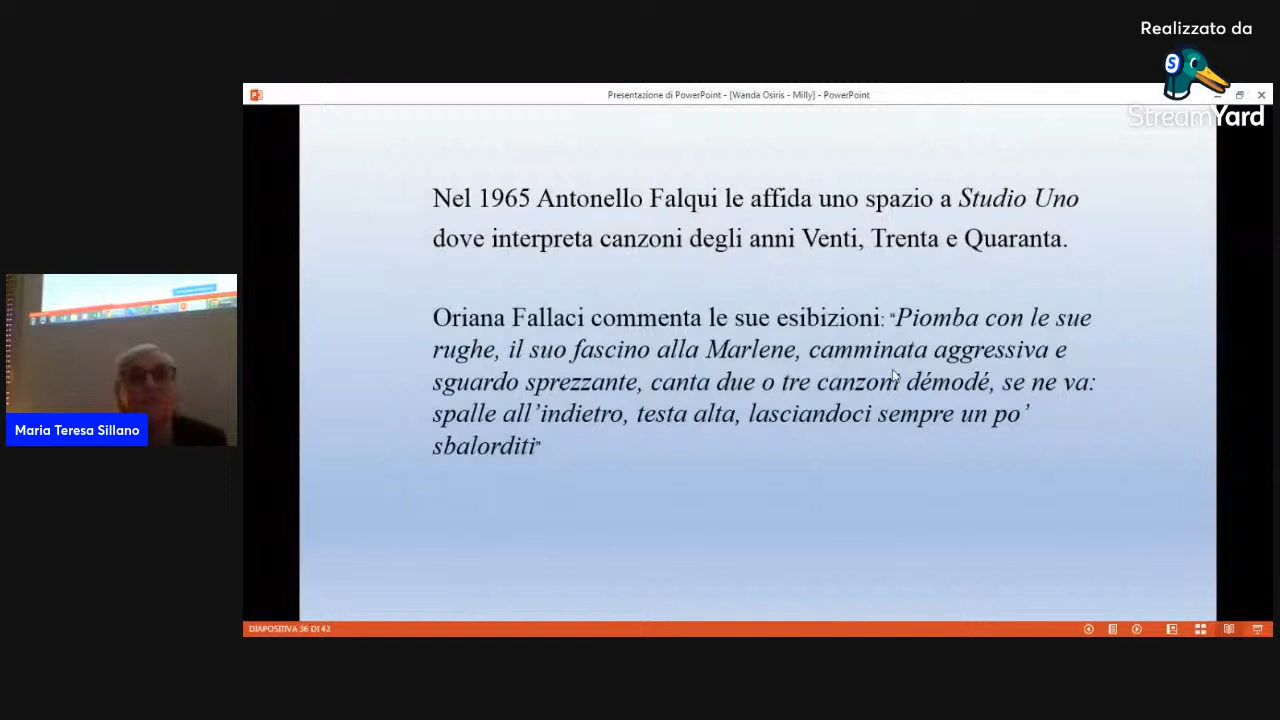 Realizzato da
StreamYard
Presentazione di PowerPoint - [Wanda Osiris - Milly] - PowerPoint
Nel 1965 Antonello Falqui le affida uno spazio a Studio Uno
dove interpreta canzoni degli anni Venti, Trenta e Quaranta.
Oriana Fallaci commenta le sue esibizioni: “Piomba con le sue
rughe, il suo fascino alla Marlene, camminata aggressiva e
sguardo sprezzante, canta due o tre canzoni démodé, se ne va:
spalle all’indietro, testa alta, lasciandoci sempre un po’
sbalorditi”
Maria Teresa Sillano
DIAPOSITIVA 36 DI 42